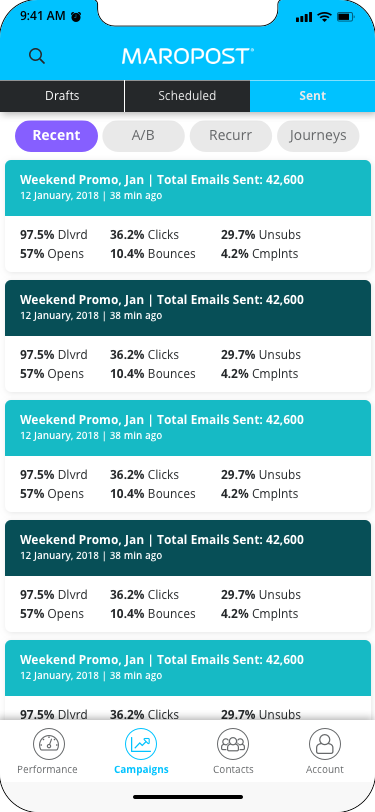 9:41 AM
MAROPOST
Drafts Scheduled Sent
Recent A/B Recurr Journeys
Weekend Promo, Jan | Total Emails Sent: 42,600
12 January, 2018 | 38 min ago
97.5% Dlvrd 36.2% Clicks 29.7% Unsubs
57% Opens 10.4% Bounces 4.2% Cmplnts
Weekend Promo, Jan | Total Emails Sent: 42,600
12 January, 2018 | 38 min ago
97.5% Dlvrd 36.2% Clicks 29.7% Unsubs
57% Opens 10.4% Bounces 4.2% Cmplnts
Weekend Promo, Jan | Total Emails Sent: 42,600
12 January, 2018 | 38 min ago
97.5% Dlvrd 36.2% Clicks 29.7% Unsubs
57% Opens 10.4% Bounces 4.2% Cmplnts
Weekend Promo, Jan | Total Emails Sent: 42,600
12 January, 2018 | 38 min ago
97.5% Dlvrd 36.2% Clicks 29.7% Unsubs
57% Opens 10.4% Bounces 4.2% Cmplnts
Weekend Promo, Jan | Total Emails Sent: 42,600
12 January, 2018 | 38 min ago
97.5% Dlvrd 36.2% Clicks 29.7% Unsubs
Performance Campaigns Contacts Account